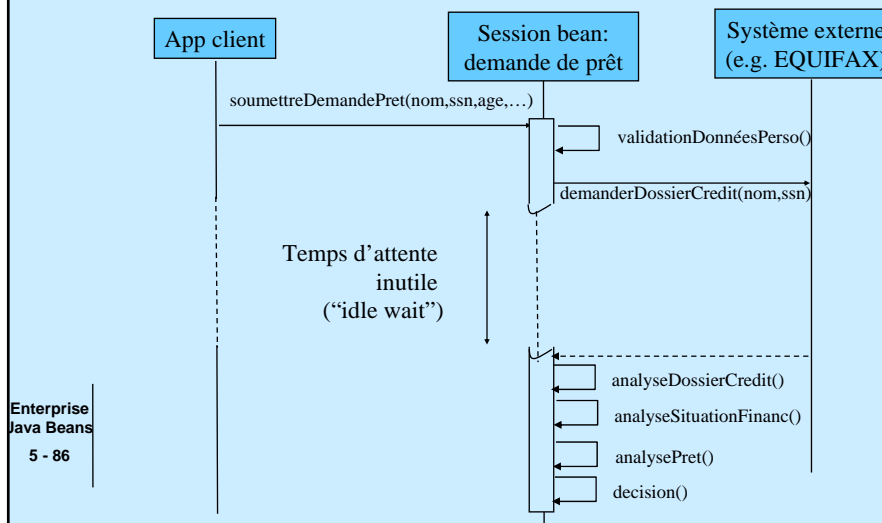 App client
Session bean:
demande de prêt
Système externe
(e.g. EQUIFAX)
soumettreDemandePret(nom,ssn,age,…)
validationDonnéesPerso()
demanderDossierCredit(nom,ssn)
Temps d’attente
inutile
(“idle wait”)
analyseDossierCredit()
analyseSituationFinanc()
analysePret()
decision()
Enterprise
Java Beans
5 - 86